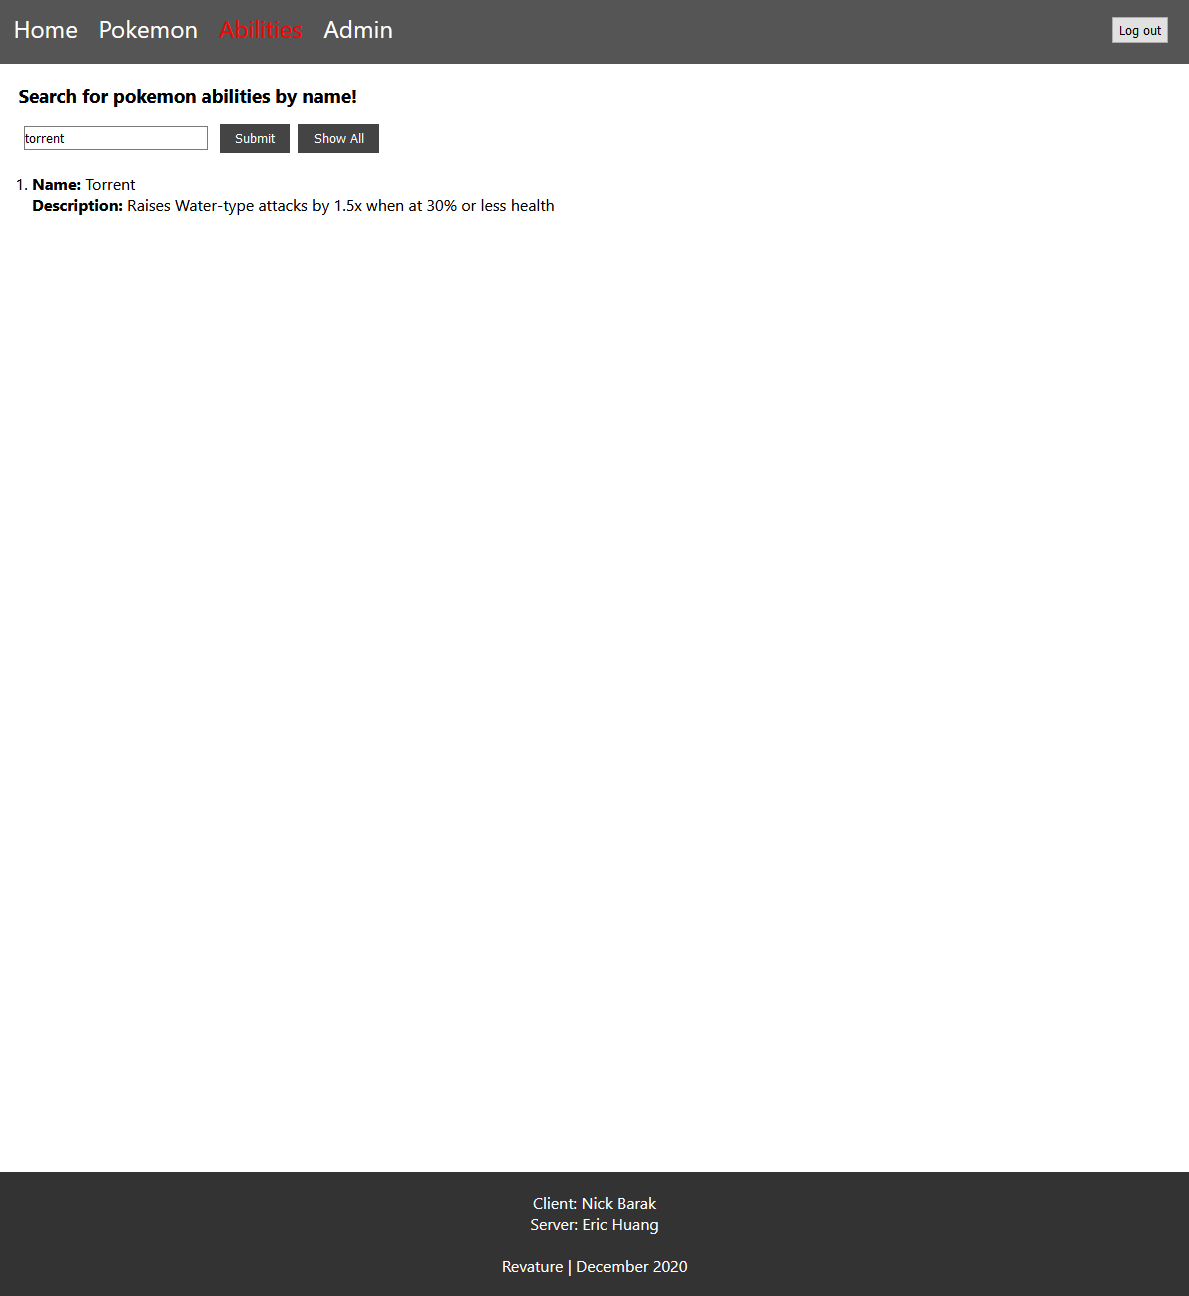 Home Pokemon Abilities Admin Log out
Search for pokemon abilities by name!
torrent Submit Show All
1. Name: Torrent
Description: Raises Water-type attacks by 1.5x when at 30% or less health
Client: Nick Barak
Server: Eric Huang
Revature | December 2020